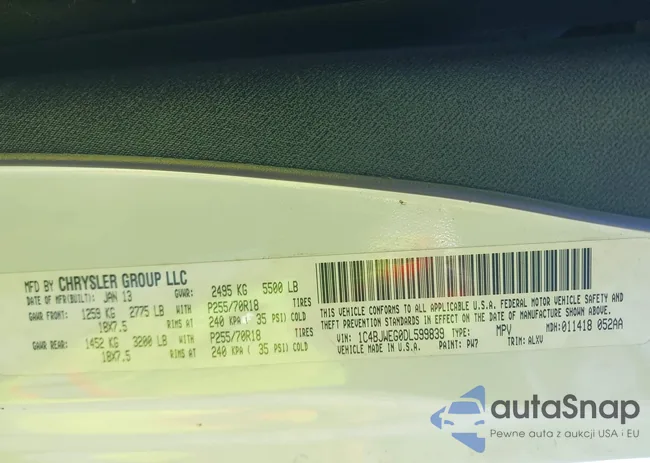 MFD BY CHRYSLER GROUP LLC
DATE OF MFR(BUILT): JAN 13 GVWR: 2495 KG 5500 LB
GAWR FRONT: 1259 KG 2775 LB WITH P255/70R18 TIRES
18X7.5 RIMS AT 240 KPA ( 35 PSI) COLD
GAWR REAR: 1452 KG 3200 LB WITH P255/70R18 TIRES
18X7.5 RIMS AT 240 KPA ( 35 PSI) COLD
THIS VEHICLE CONFORMS TO ALL APPLICABLE U.S.A. FEDERAL MOTOR VEHICLE SAFETY AND
THEFT PREVENTION STANDARDS IN EFFECT ON THE DATE OF MANUFACTURE SHOWN ABOVE.
VIN: 1C4BJWEG0DL599839 TYPE: MPV MDH: 011418 052AA
VEHICLE MADE IN U.S.A. PAINT: PW7 TRIM: ALXV
autaSnap
Pewne auta z aukcji USA i EU